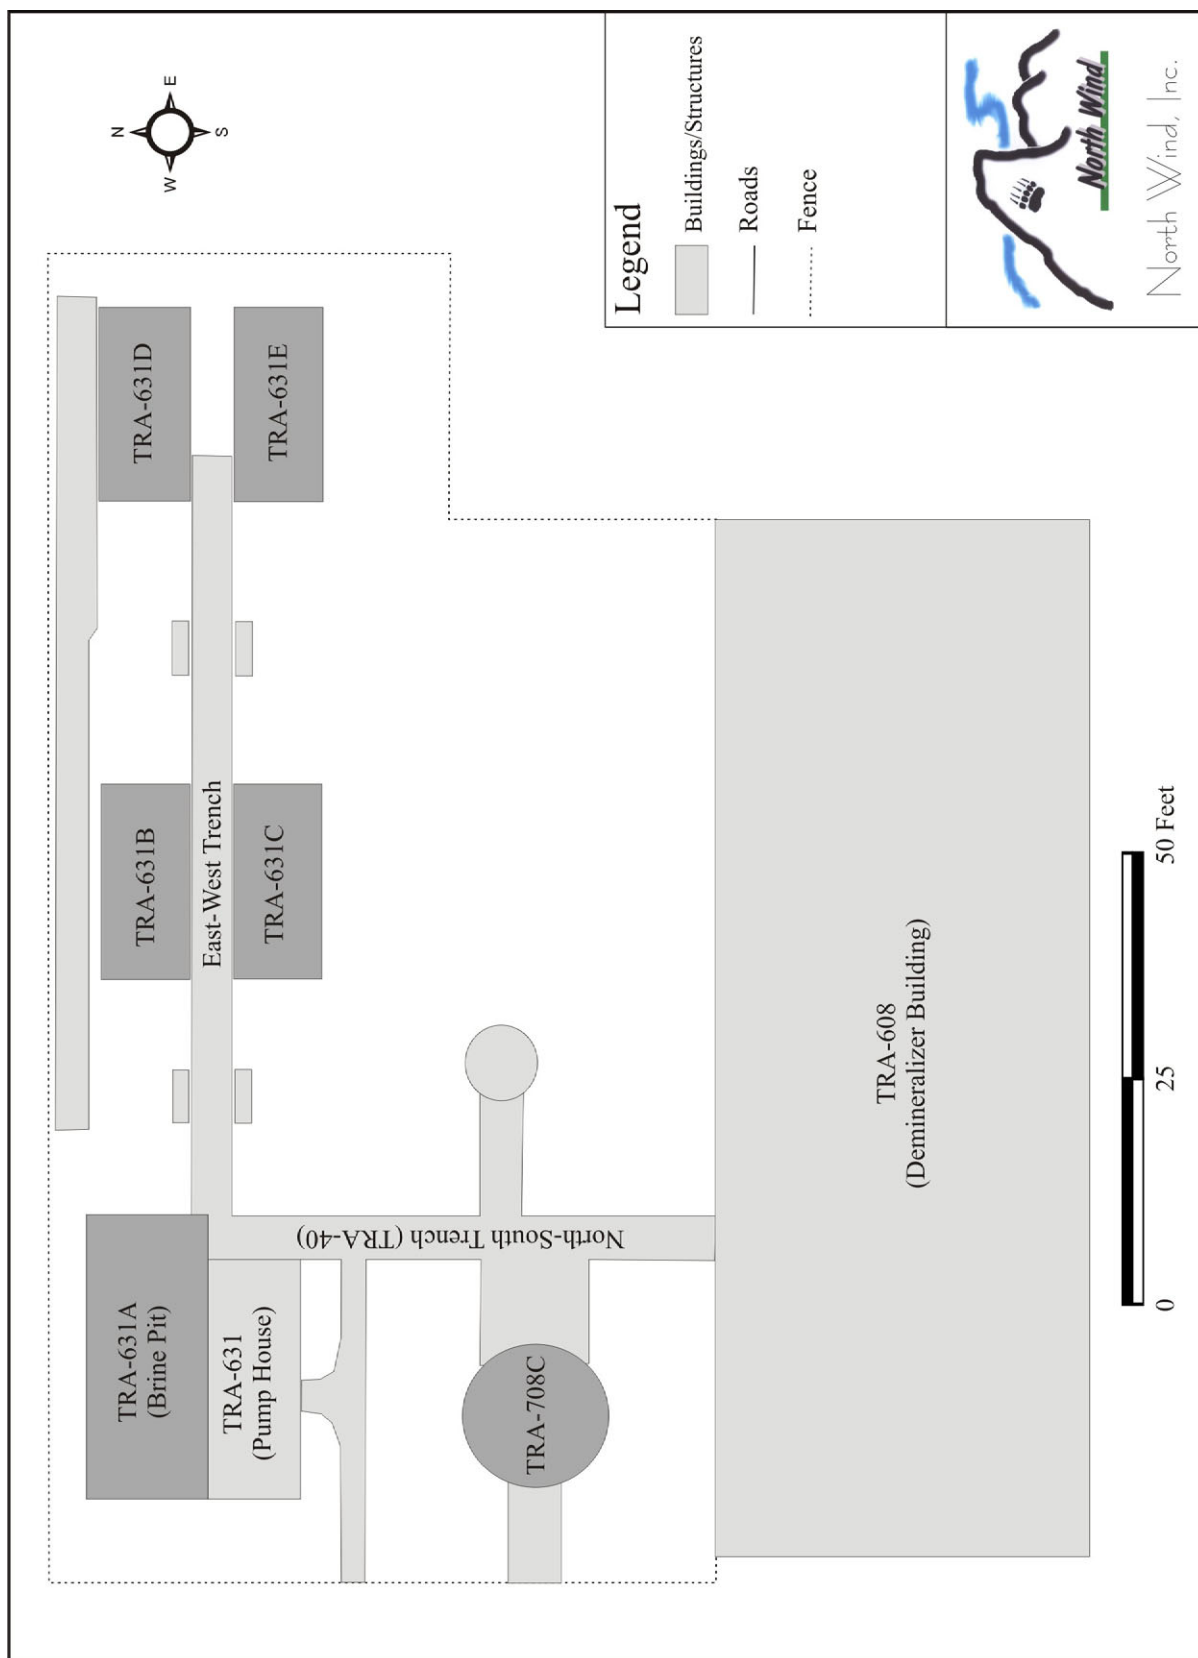 N
E
S
W
TRA-631D
TRA-631E
TRA-631B
East-West Trench
TRA-631C
TRA-631A
(Brine Pit)
TRA-631
(Pump House)
North-South Trench (TRA-40)
TRA-708C
TRA-608
(Demineralizer Building)
Legend
Buildings/Structures
Roads
Fence
North Wind
North Wind, Inc.
0 25 50 Feet